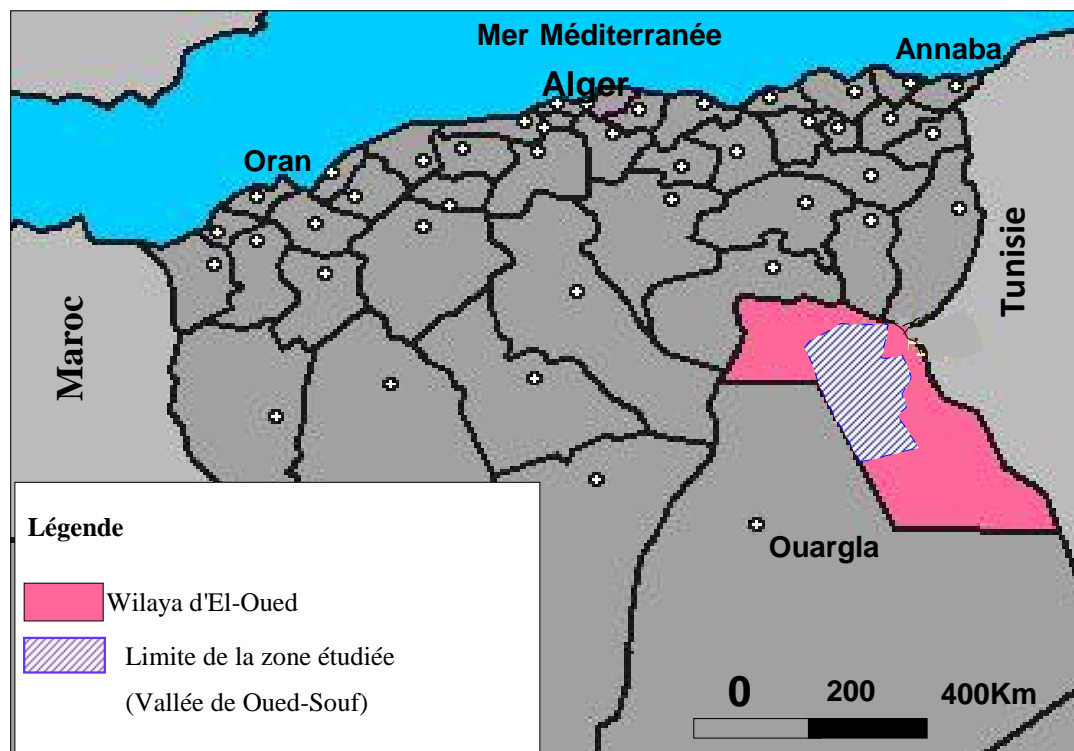 Mer Méditerranée
Annaba
Alger
Oran
Tunisie
Maroc
Ouargla
Légende
Wilaya d'El-Oued
Limite de la zone étudiée
(Vallée de Oued-Souf)
0 200 400Km